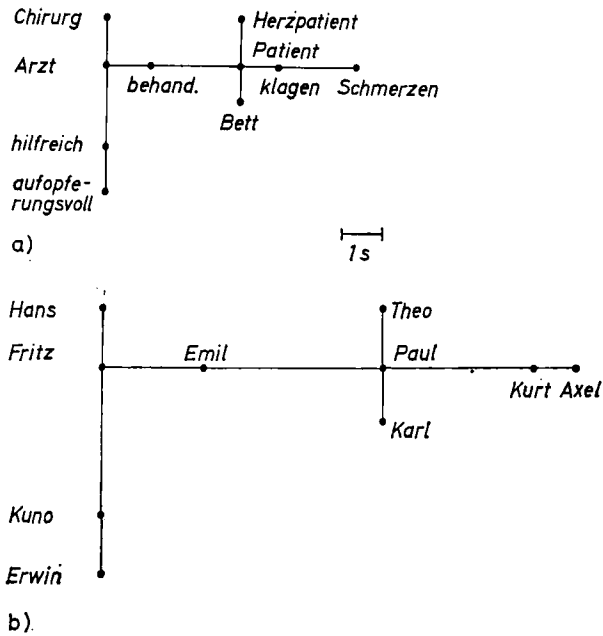 Chirurg
Herzpatient
Arzt
Patient
behand.
klagen
Schmerzen
Bett
hilfreich
aufopfe-
rungsvoll
a)
1s
Hans
Theo
Fritz
Emil
Paul
Kurt Axel
Karl
Kuno
Erwin
b)